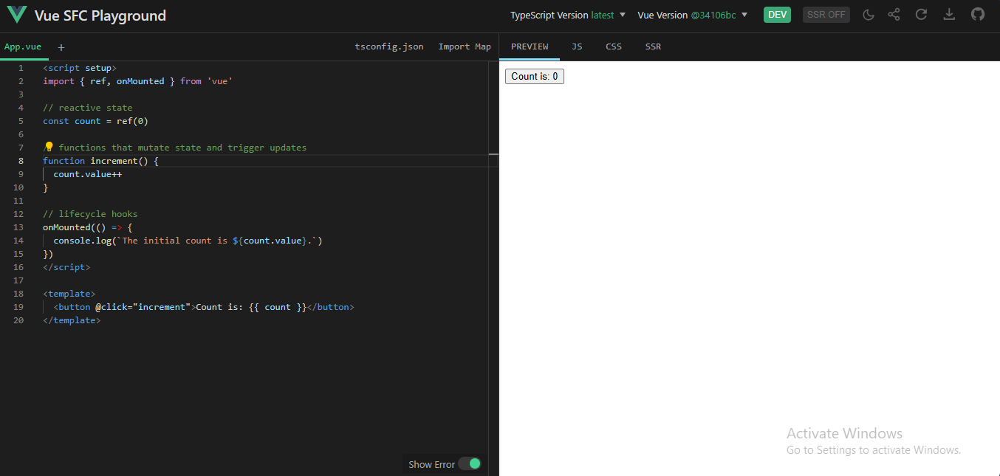 Vue SFC Playground
TypeScript Version latest
Vue Version @34106bc
DEV
SSR OFF
App.vue
+
tsconfig.json
Import Map
PREVIEW
JS
CSS
SSR
1 <script setup>
2 import { ref, onMounted } from 'vue'
3
4 // reactive state
5 const count = ref(0)
6
7 functions that mutate state and trigger updates
8 function increment() {
9   count.value++
10 }
11
12 // lifecycle hooks
13 onMounted(() => {
14   console.log(`The initial count is ${count.value}.`)
15 })
16 </script>
17
18 <template>
19   <button @click="increment">Count is: {{ count }}</button>
20 </template>
Show Error
Count is: 0
Activate Windows
Go to Settings to activate Windows.